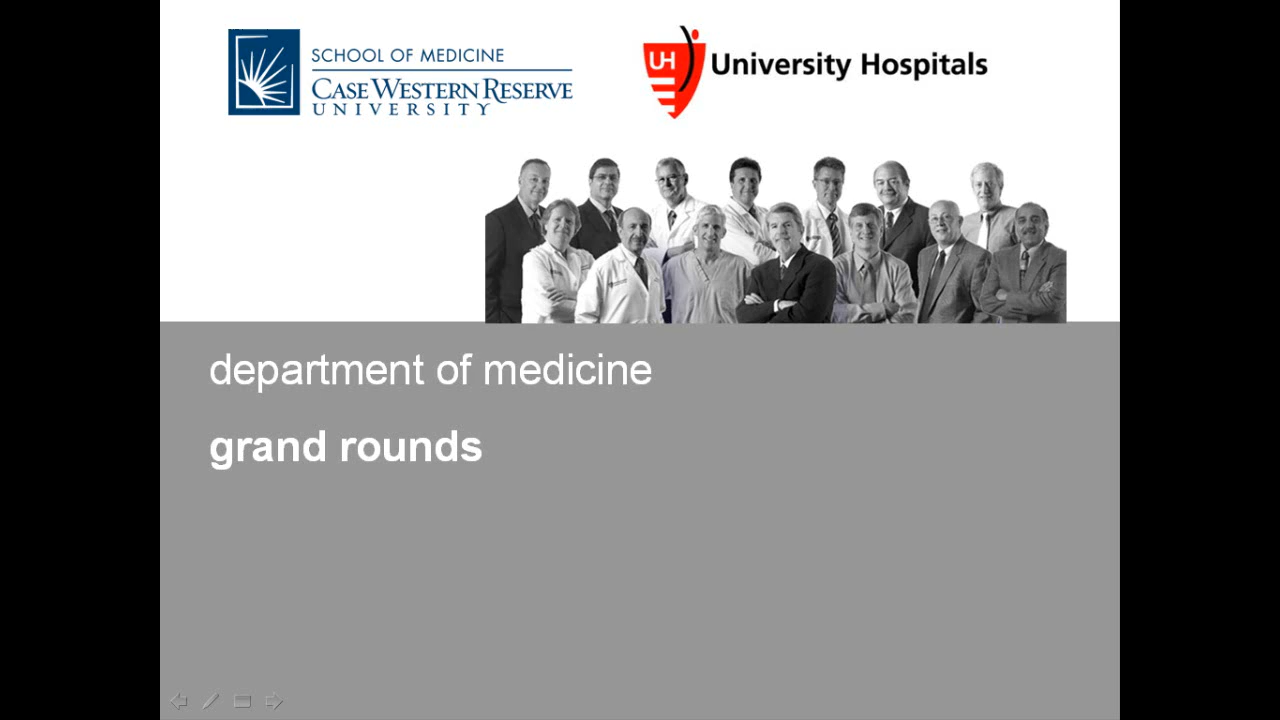 SCHOOL OF MEDICINE
CASE WESTERN RESERVE
UNIVERSITY
UH University Hospitals
department of medicine
grand rounds